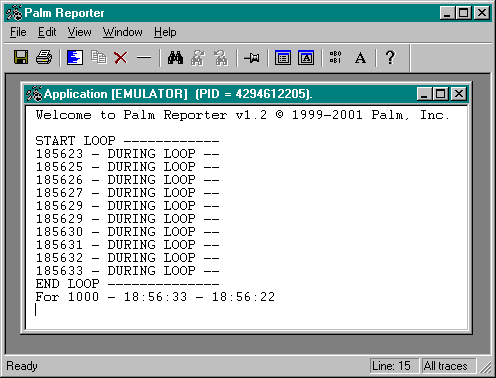 Palm Reporter
File Edit View Window Help
Application [EMULATOR] (PID = 4294612205).
Welcome to Palm Reporter v1.2 © 1999-2001 Palm, Inc.
START LOOP ------------
185623 - DURING LOOP --
185625 - DURING LOOP --
185626 - DURING LOOP --
185627 - DURING LOOP --
185629 - DURING LOOP --
185629 - DURING LOOP --
185630 - DURING LOOP --
185631 - DURING LOOP --
185632 - DURING LOOP --
185633 - DURING LOOP --
END LOOP --------------
For 1000 - 18:56:33 - 18:56:22
Ready Line: 15 All traces